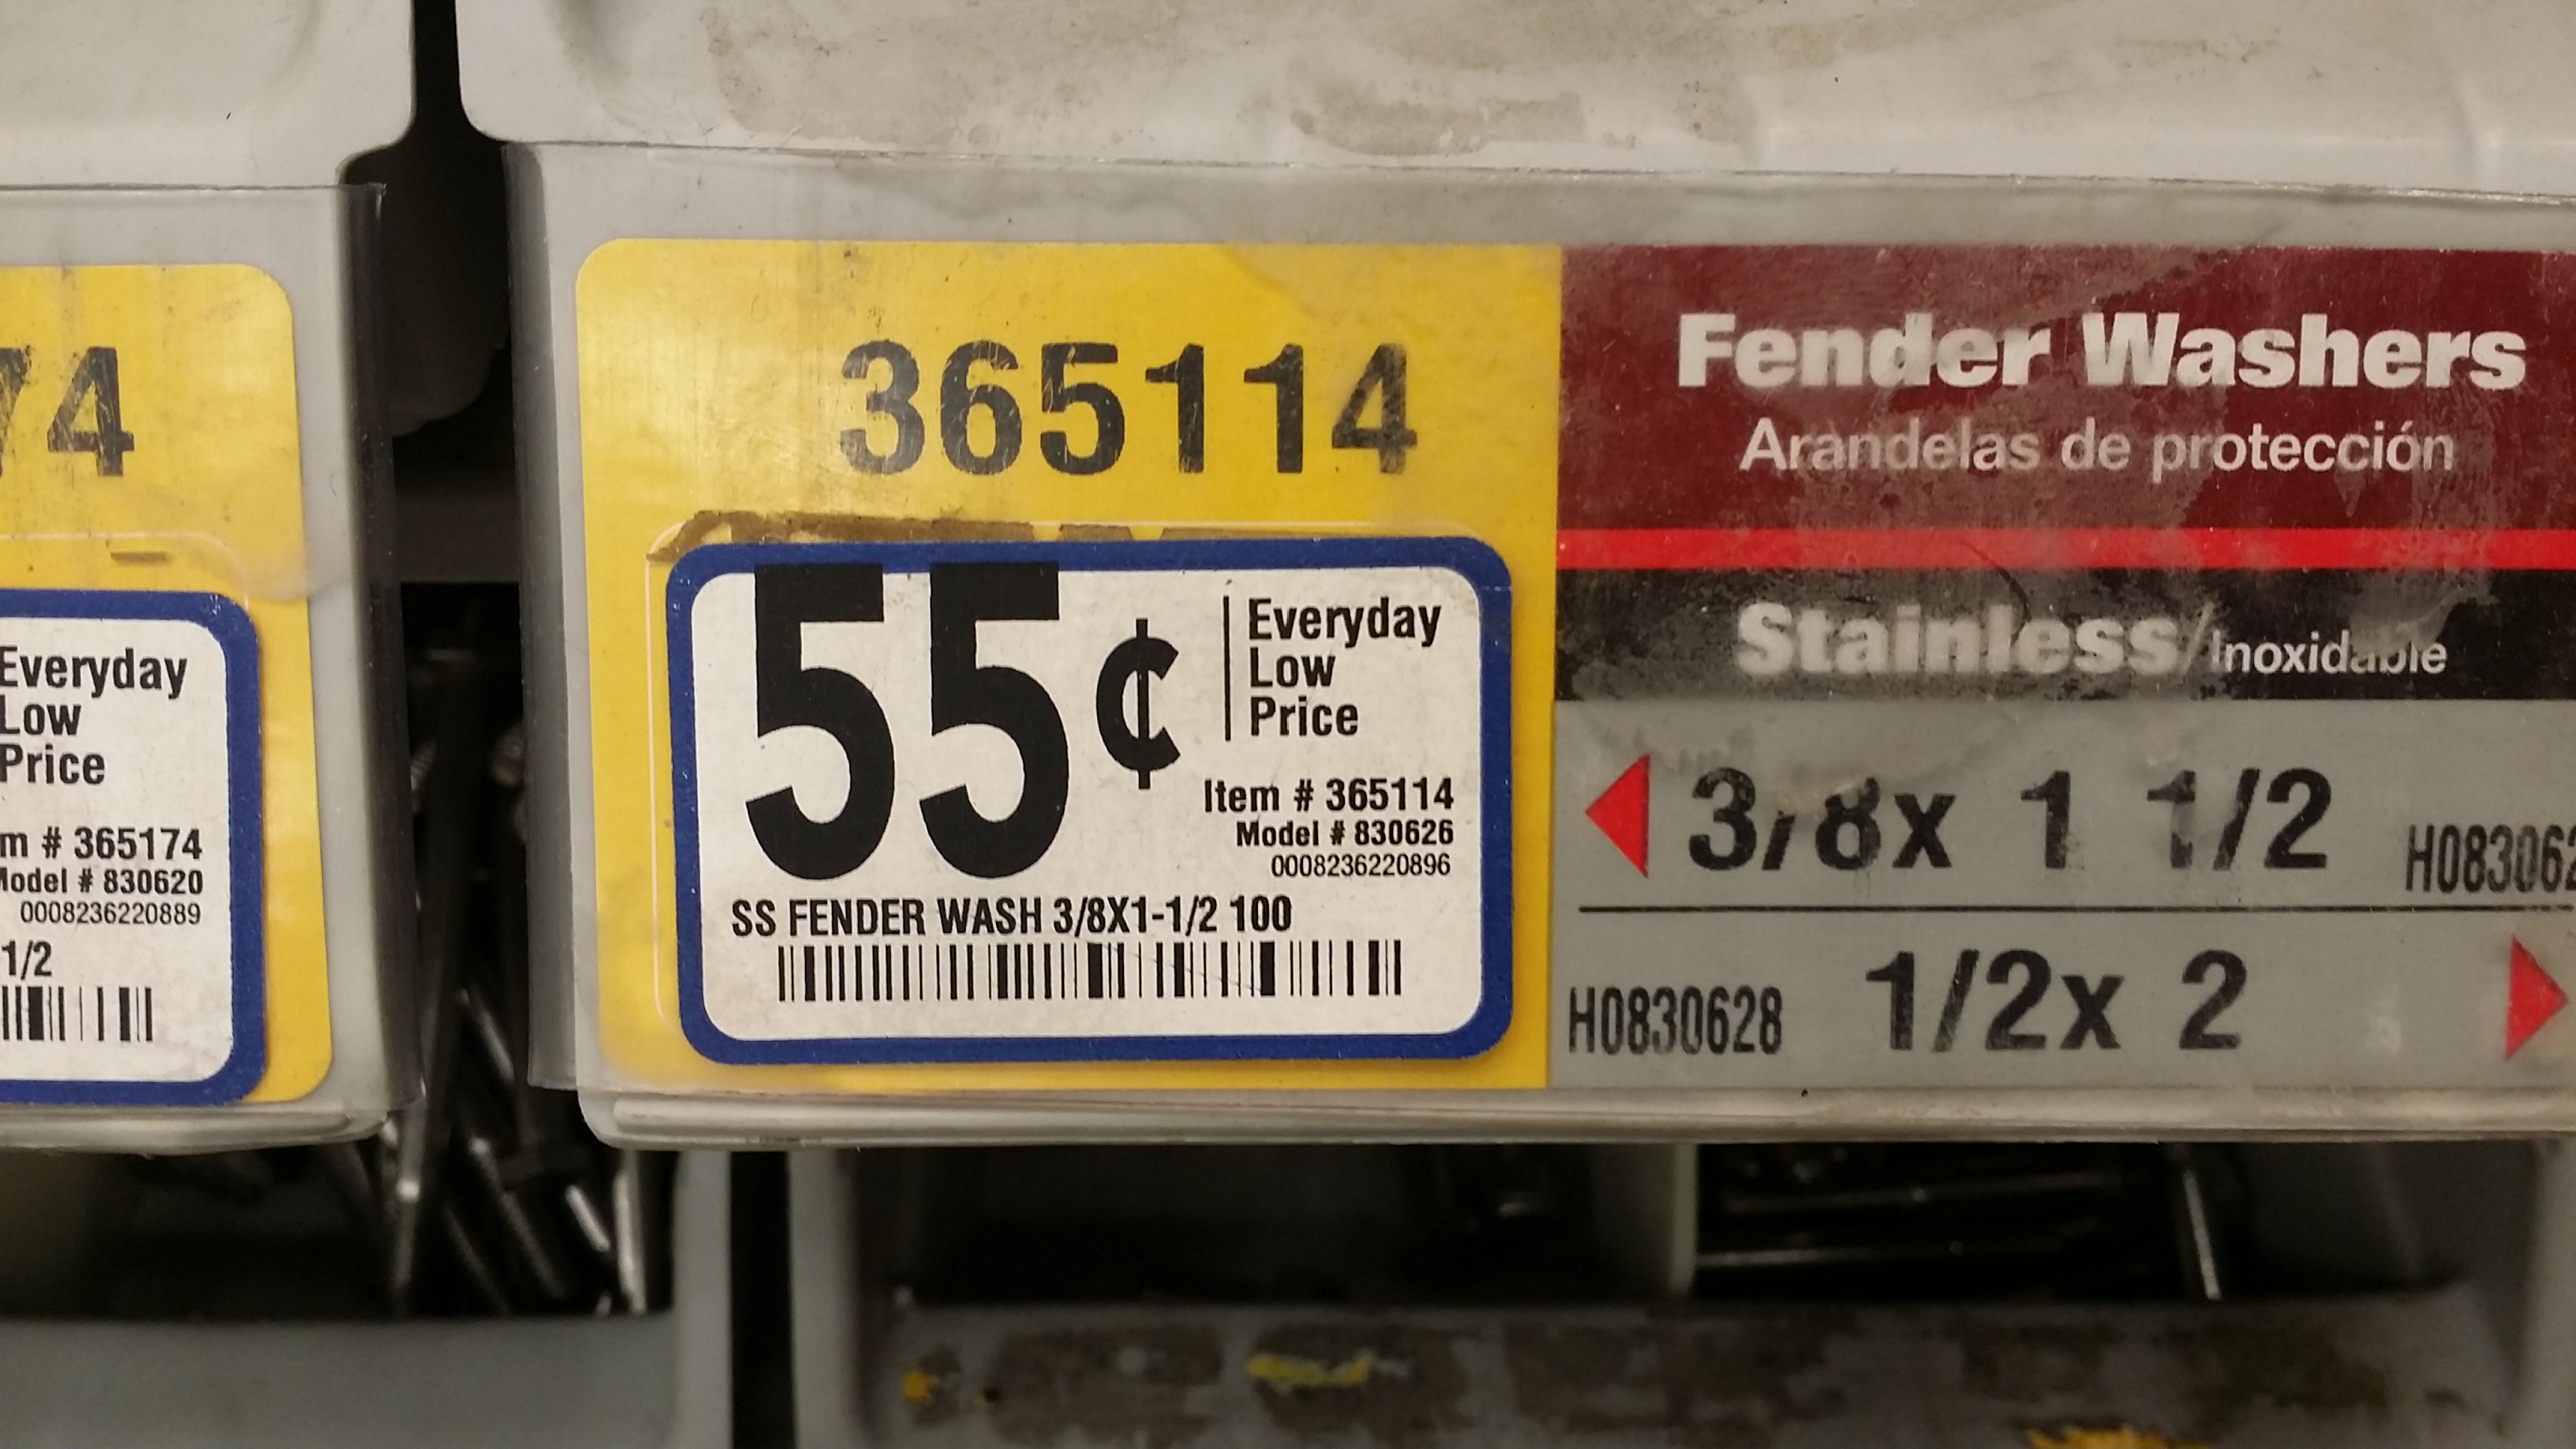 74
Everyday
Low
Price
m # 365174
Model # 830620
0008236220889
1/2
365114
55¢
Everyday
Low
Price
Item # 365114
Model # 830626
0008236220896
SS FENDER WASH 3/8X1-1/2 100
Fender Washers
Arandelas de protección
Stainless/Inoxidable
3/8x 1 1/2 H083062
H0830628 1/2x 2